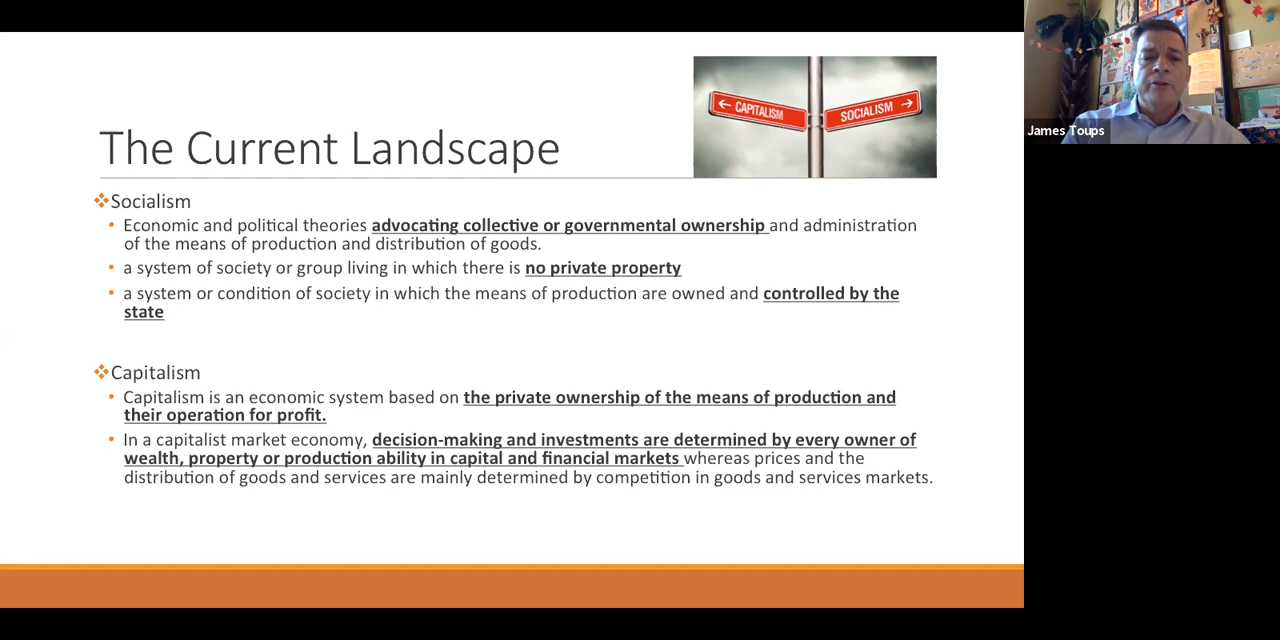 ← CAPITALISM
SOCIALISM →
James Toups
The Current Landscape
❖Socialism
• Economic and political theories advocating collective or governmental ownership and administration
of the means of production and distribution of goods.
• a system of society or group living in which there is no private property
• a system or condition of society in which the means of production are owned and controlled by the
state
❖Capitalism
• Capitalism is an economic system based on the private ownership of the means of production and
their operation for profit.
• In a capitalist market economy, decision-making and investments are determined by every owner of
wealth, property or production ability in capital and financial markets whereas prices and the
distribution of goods and services are mainly determined by competition in goods and services markets.